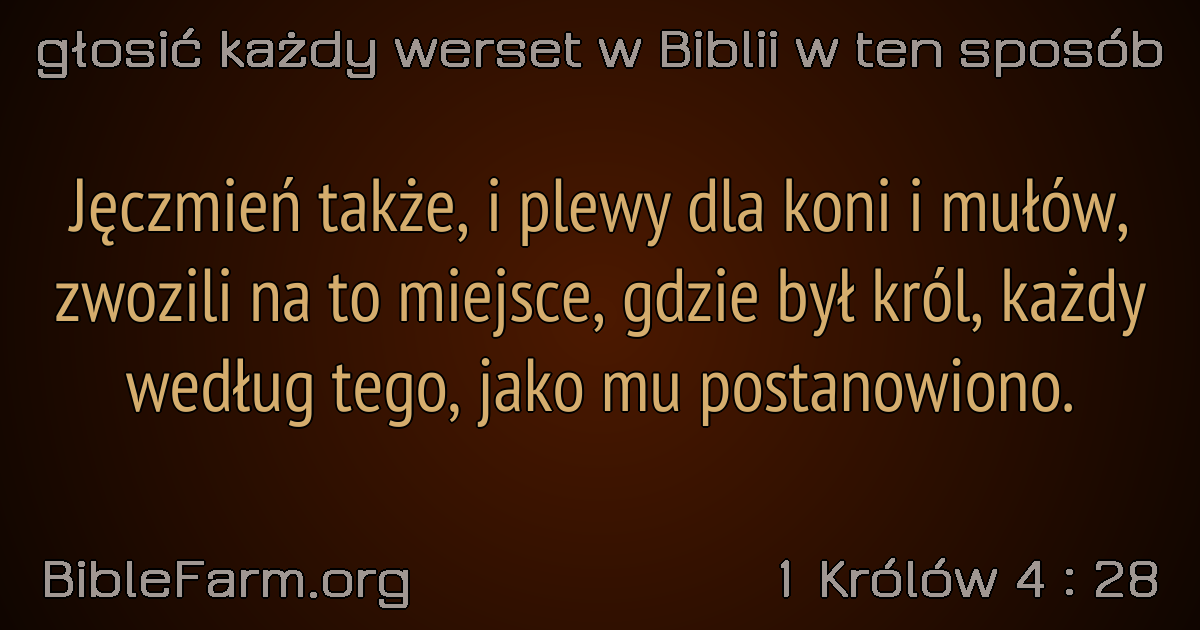 głosić każdy werset w Biblii w ten sposób
Jęczmień także, i plewy dla koni i mułów,
zwozili na to miejsce, gdzie był król, każdy
według tego, jako mu postanowiono.
BibleFarm.org
1 Królów 4 : 28